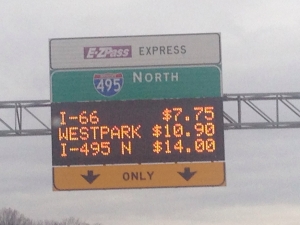 E-ZPass EXPRESS
495 NORTH
I-66 $7.75
WESTPARK $10.90
I-495 N $14.00
ONLY